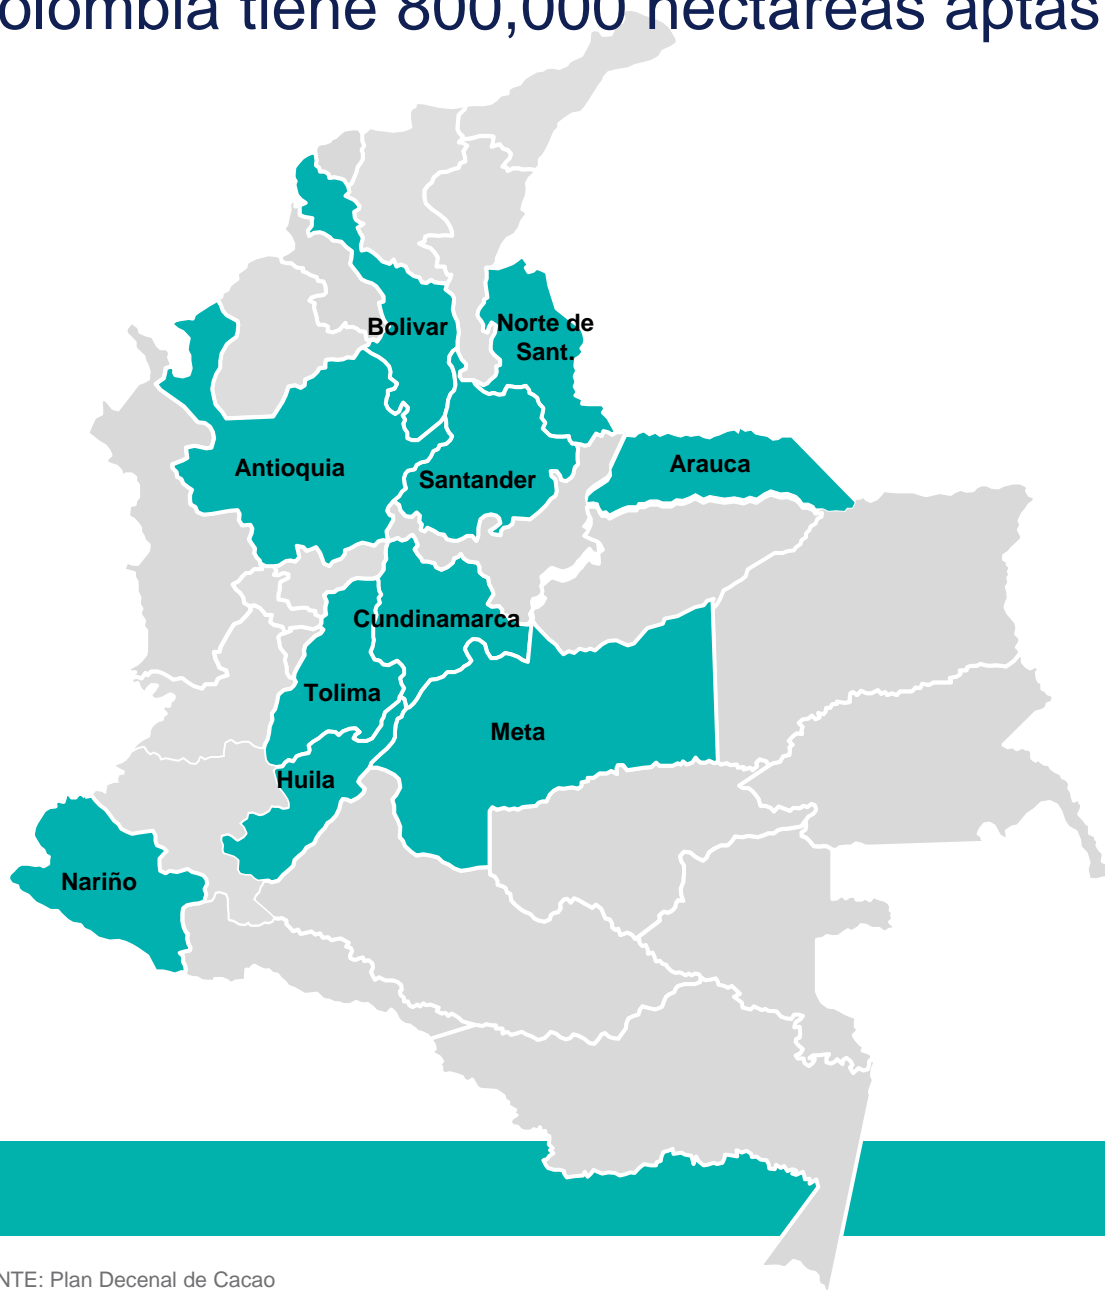 olombia tiene 800,000 hectáreas aptas
Bolivar
Norte de
Sant.
Antioquia
Santander
Arauca
Cundinamarca
Tolima
Meta
Huila
Nariño
NTE: Plan Decenal de Cacao